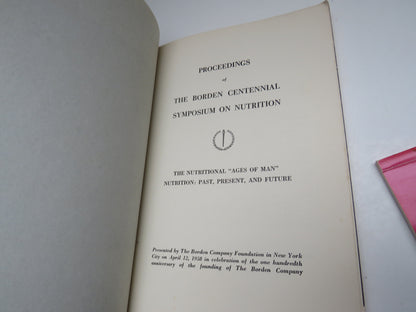 PROCEEDINGS
of
THE BORDEN CENTENNIAL
SYMPOSIUM ON NUTRITION
THE NUTRITIONAL "AGES OF MAN"
NUTRITION: PAST, PRESENT, AND FUTURE
Presented by The Borden Company Foundation in New York
City on April 12, 1958 in celebration of the one hundredth
anniversary of the founding of The Borden Company